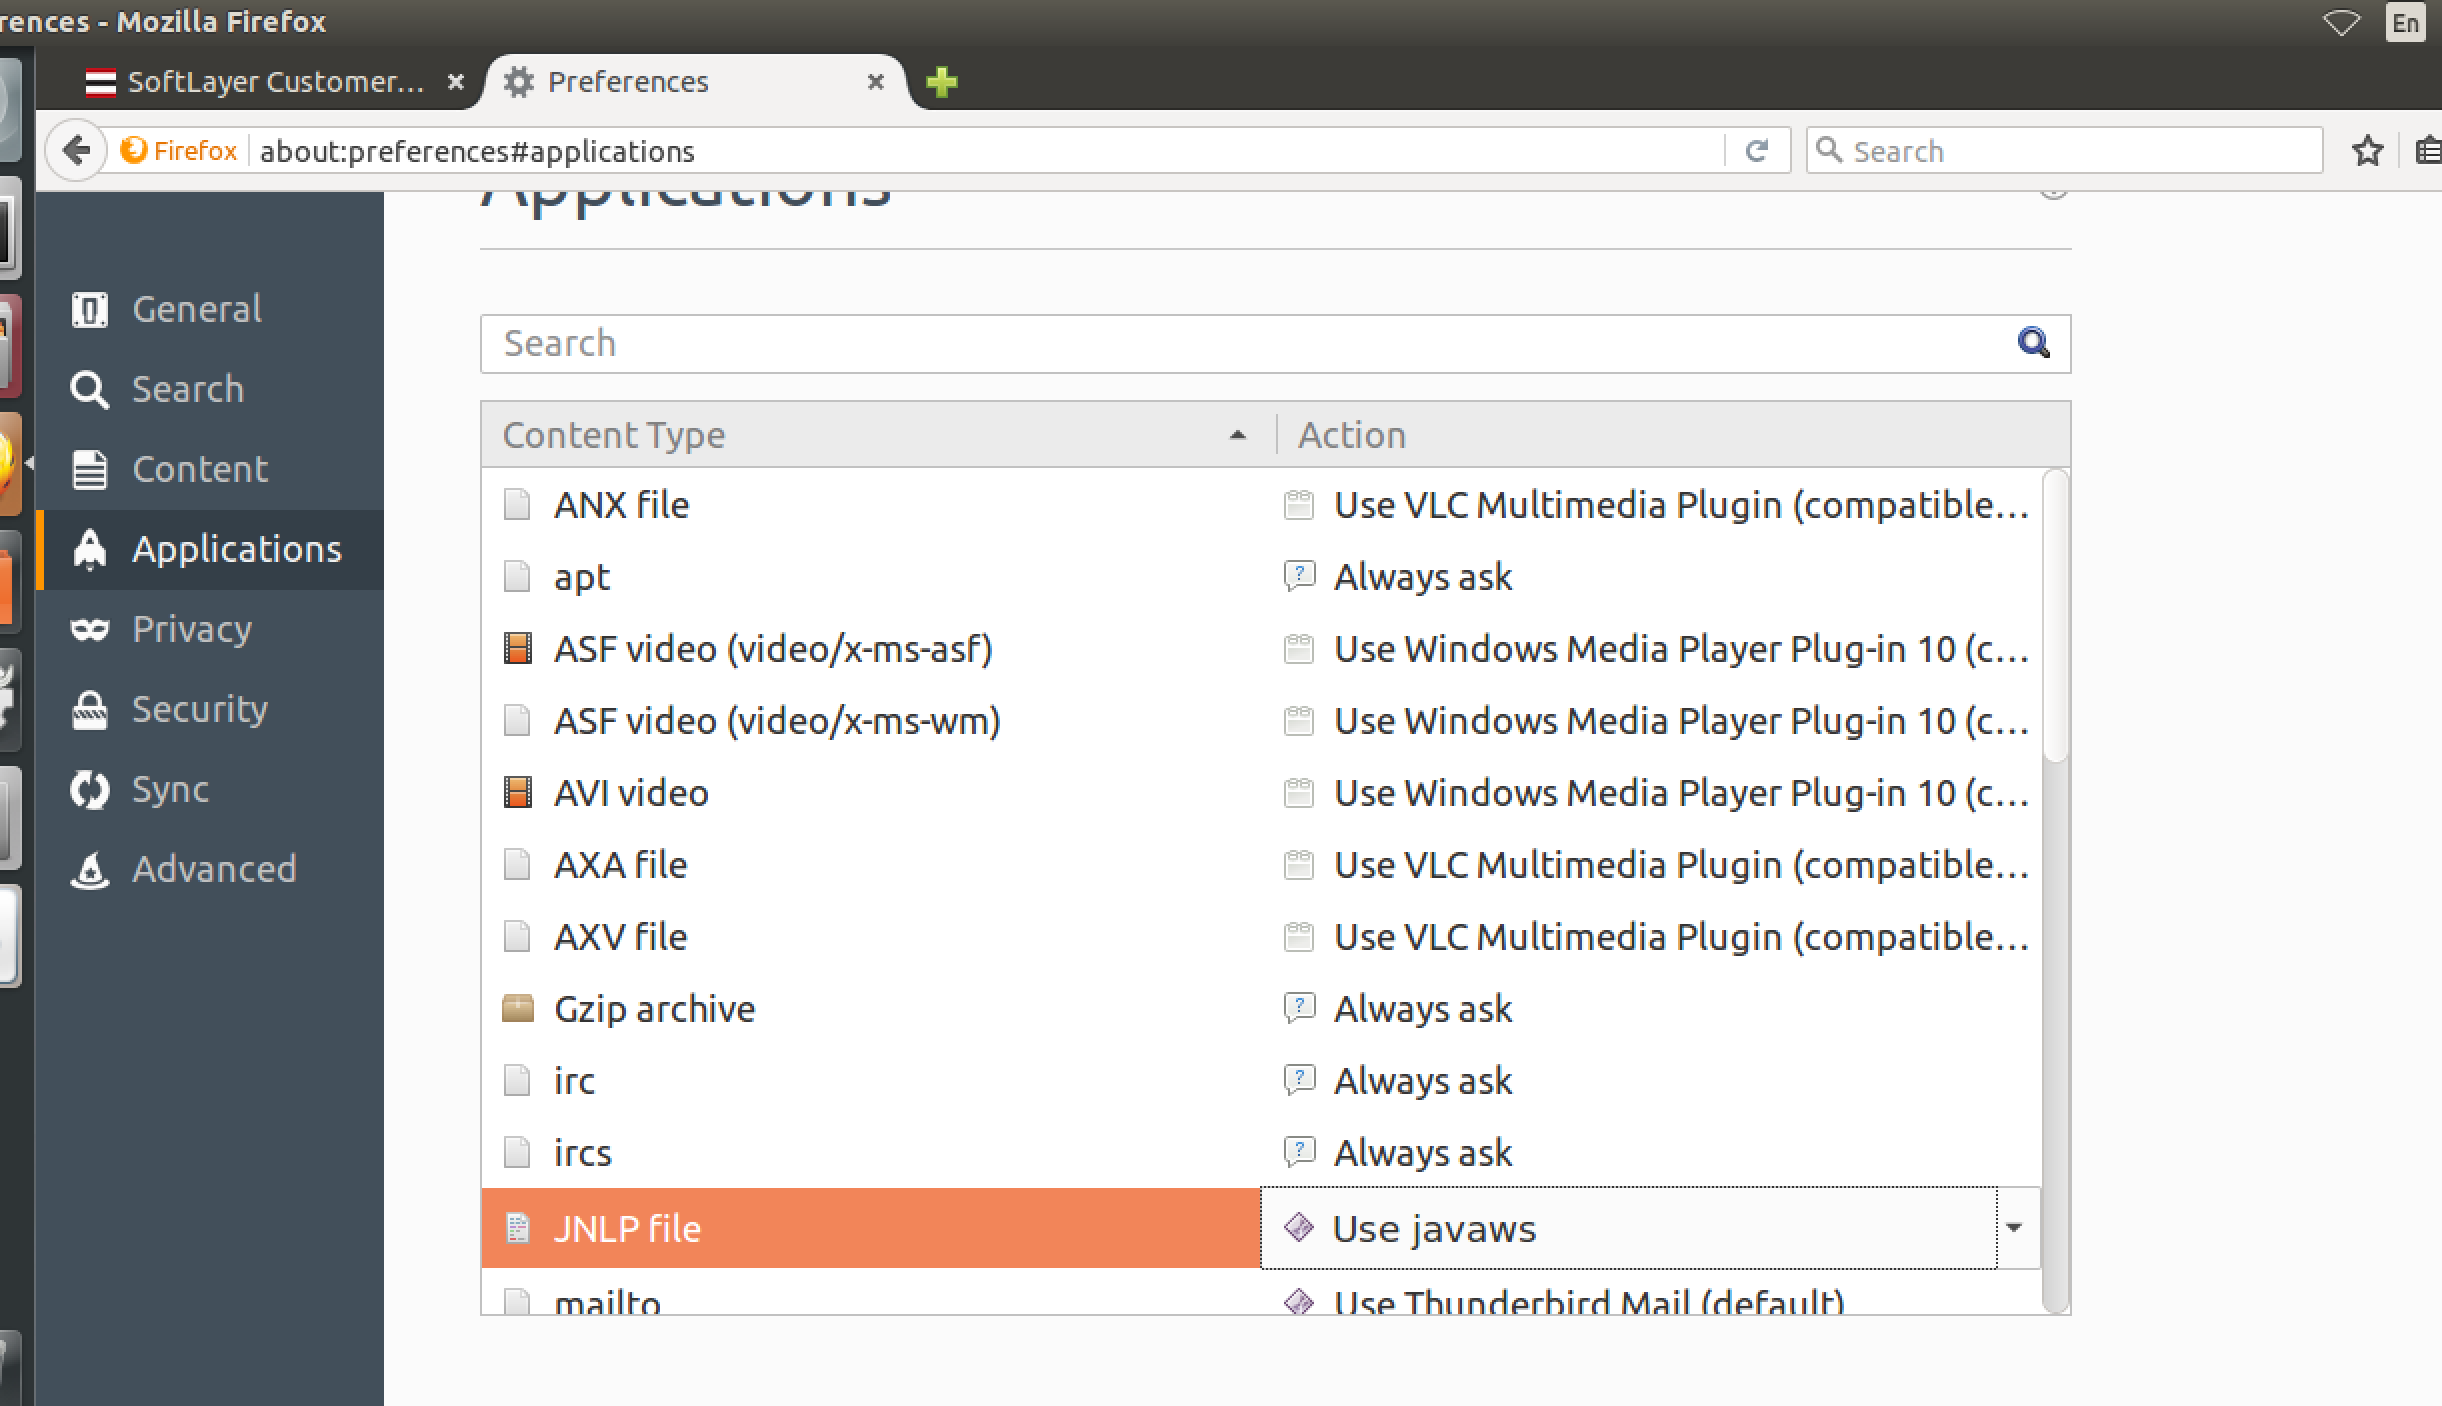 rences - Mozilla Firefox
En
SoftLayer Customer...
Preferences
Firefox
about:preferences#applications
Search
Applications
General
Search
Content
Applications
Privacy
Security
Sync
Advanced
Search
Content Type
Action
ANX file
Use VLC Multimedia Plugin (compatible...
apt
Always ask
ASF video (video/x-ms-asf)
Use Windows Media Player Plug-in 10 (c...
ASF video (video/x-ms-wm)
Use Windows Media Player Plug-in 10 (c...
AVI video
Use Windows Media Player Plug-in 10 (c...
AXA file
Use VLC Multimedia Plugin (compatible...
AXV file
Use VLC Multimedia Plugin (compatible...
Gzip archive
Always ask
irc
Always ask
ircs
Always ask
JNLP file
Use javaws
mailto
Use Thunderbird Mail (default)